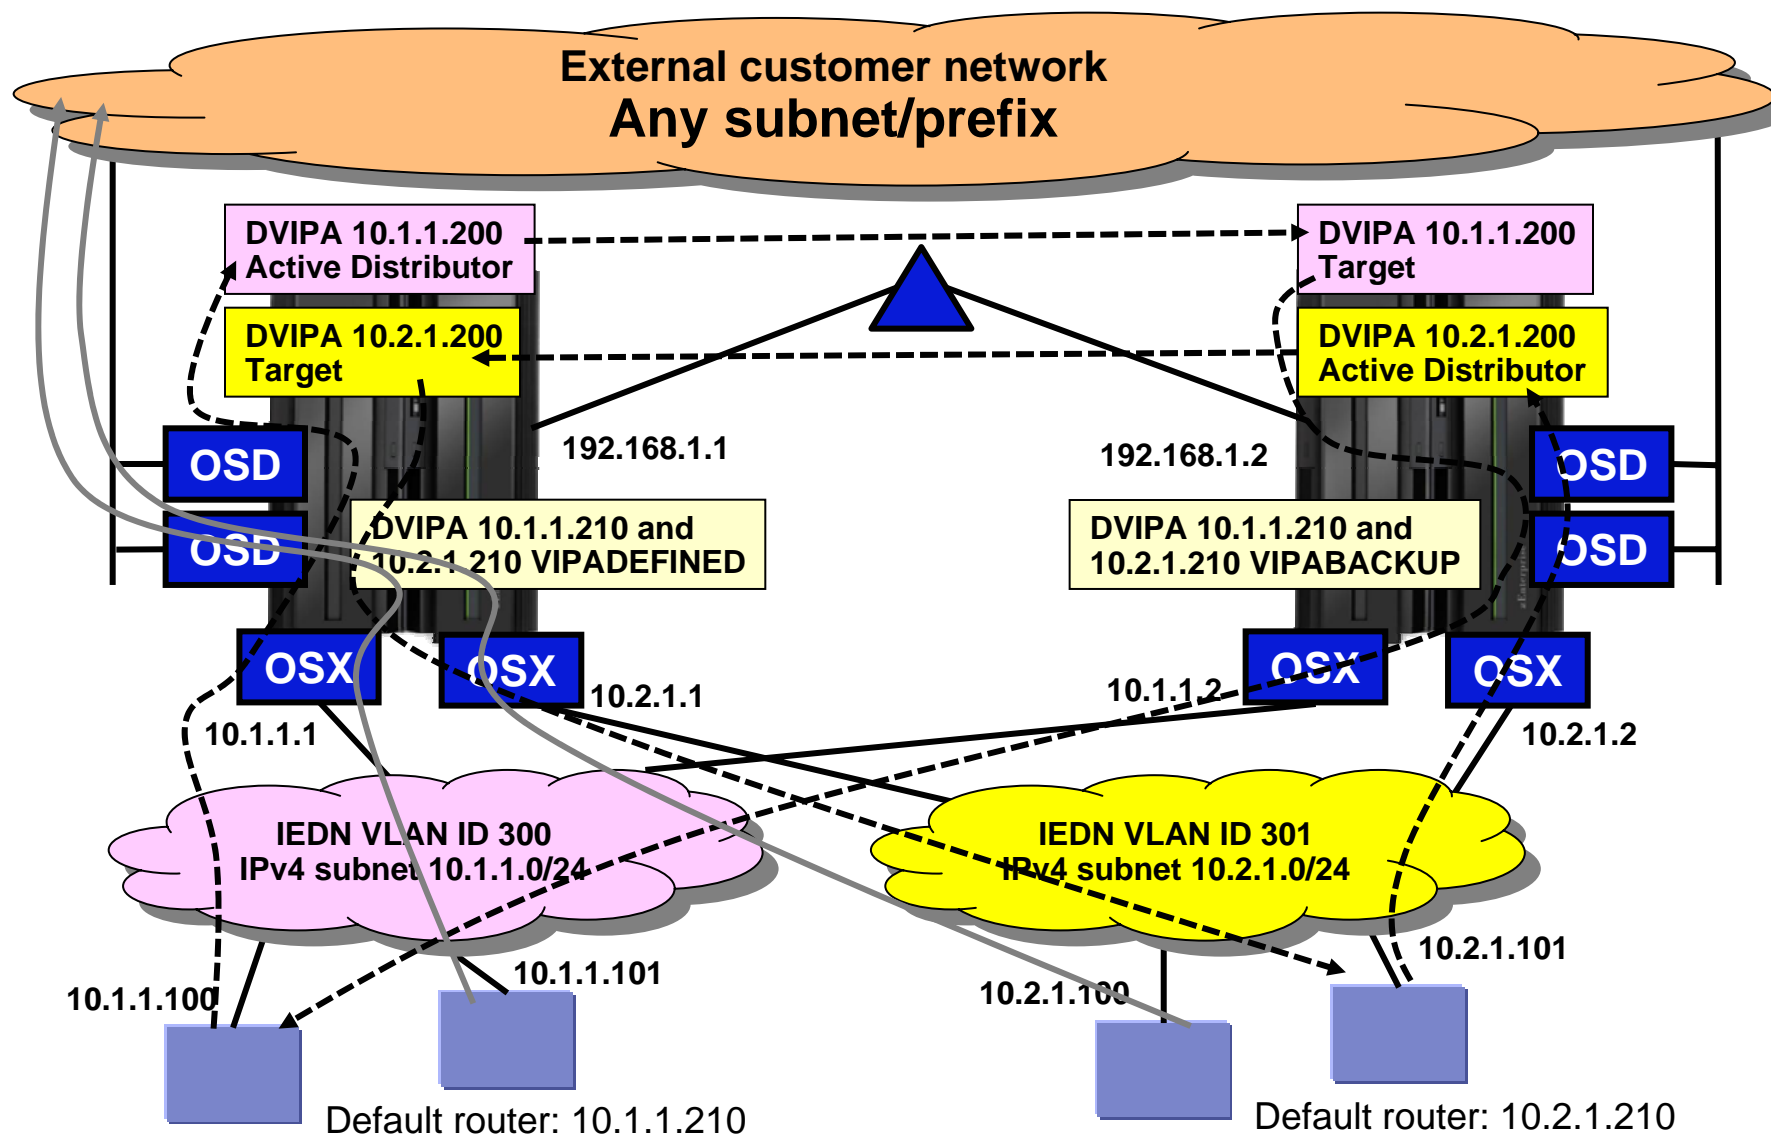 External customer network
Any subnet/prefix
DVIPA 10.1.1.200
Active Distributor
DVIPA 10.1.1.200
Target
DVIPA 10.2.1.200
Target
DVIPA 10.2.1.200
Active Distributor
192.168.1.1
192.168.1.2
OSD
OSD
OSD
OSD
DVIPA 10.1.1.210 and
10.2.1.210 VIPADEFINED
DVIPA 10.1.1.210 and
10.2.1.210 VIPABACKUP
zEnterprise
OSX
OSX
OSX
OSX
10.1.1.1
10.2.1.1
10.1.1.2
10.2.1.2
IEDN VLAN ID 300
IPv4 subnet 10.1.1.0/24
IEDN VLAN ID 301
IPv4 subnet 10.2.1.0/24
10.1.1.100
10.1.1.101
10.2.1.100
10.2.1.101
Default router: 10.1.1.210
Default router: 10.2.1.210